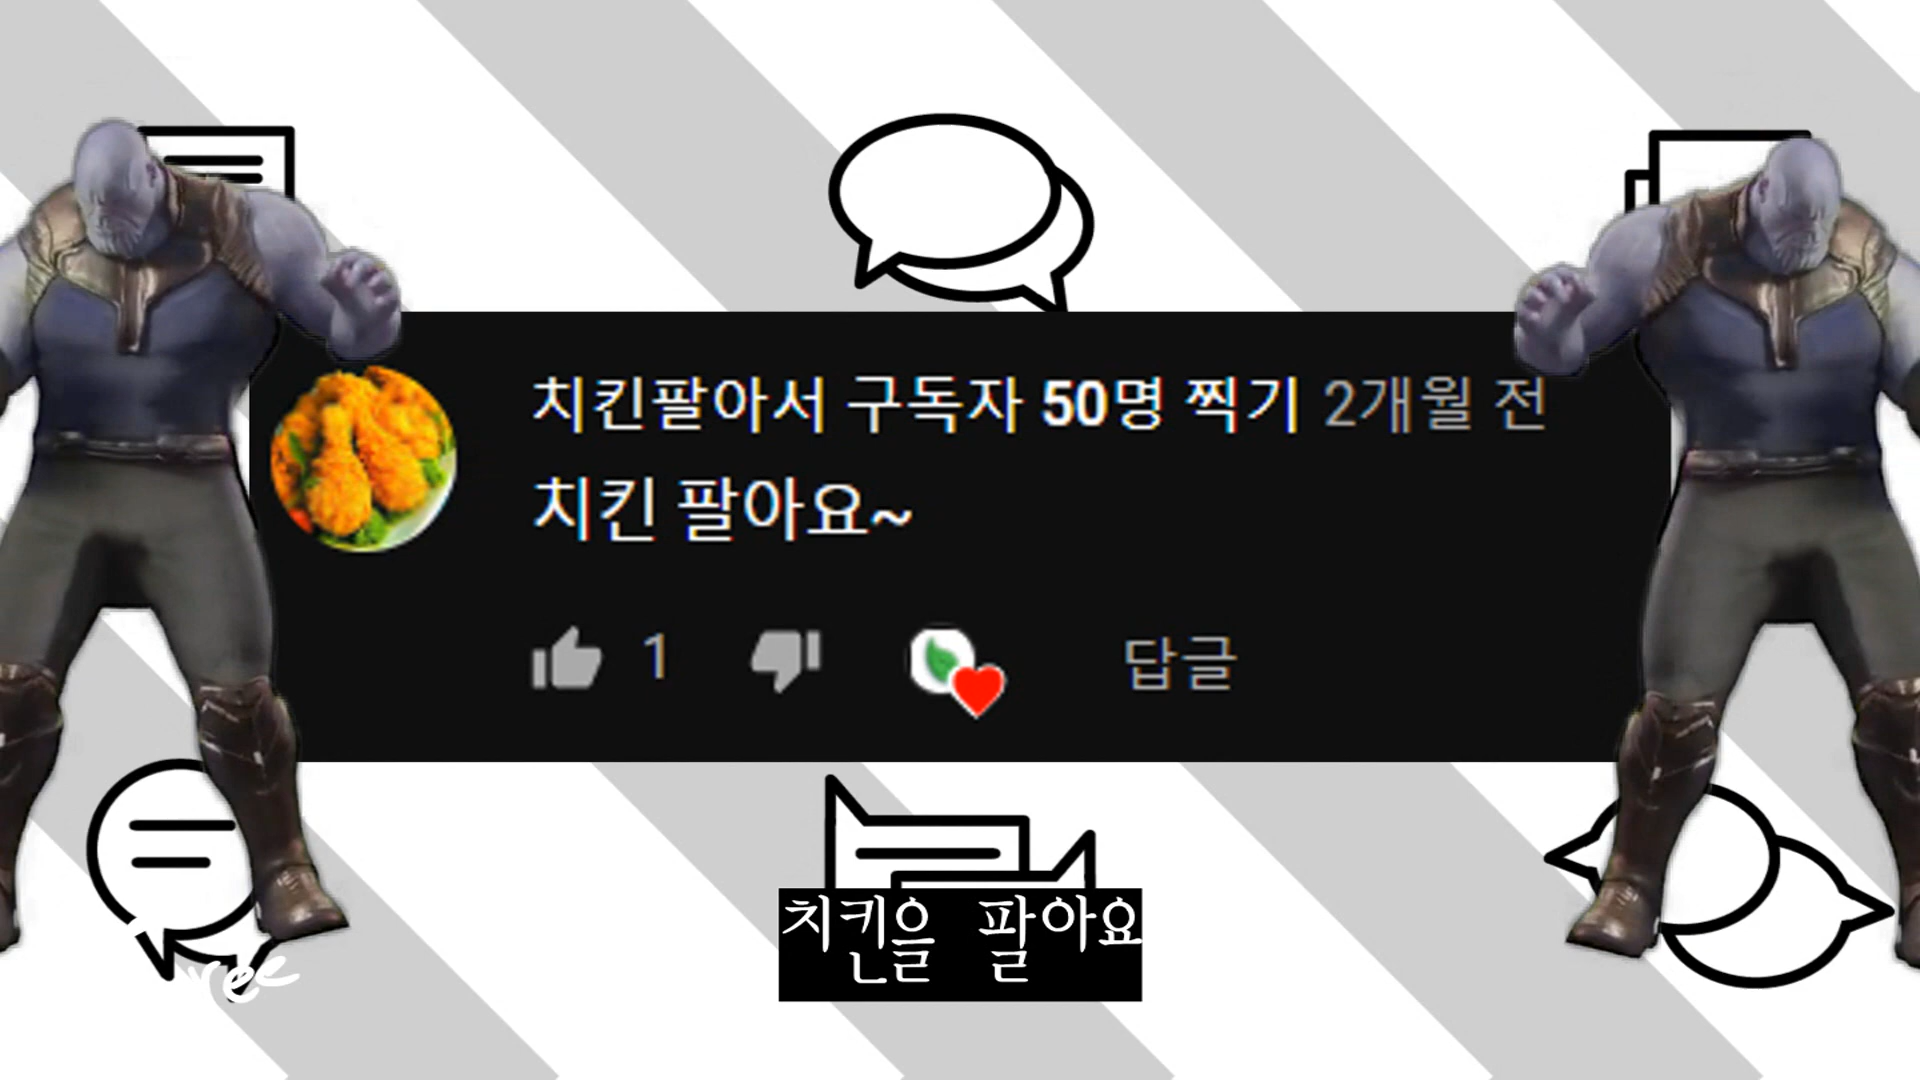 치킨팔아서 구독자 50명 찍기 2개월 전
치킨 팔아요~
1 답글
치킨을 팔아요